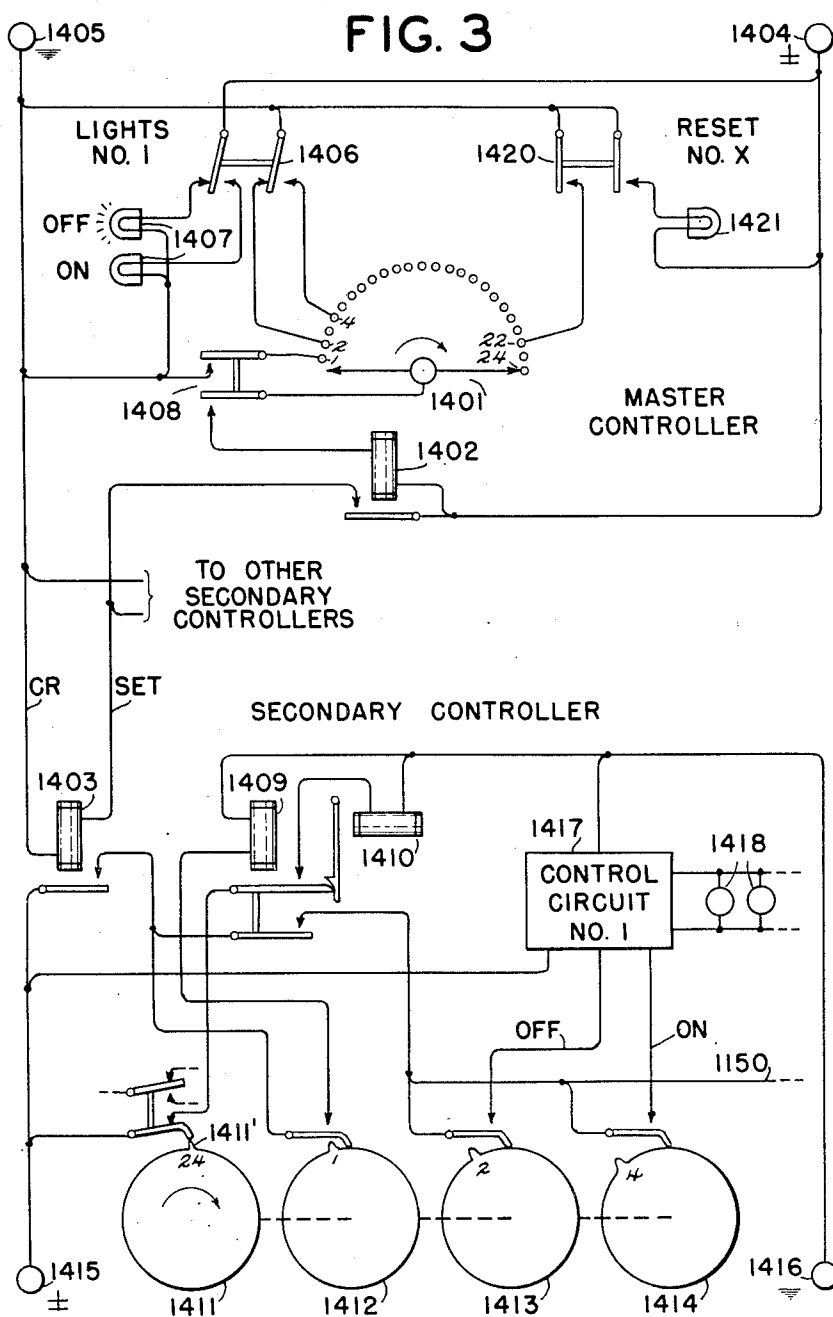 FIG. 3
1405
1404
LIGHTS
NO. 1
1406
1420
RESET
NO. X
OFF
1407
1421
ON
4
2
1
22
24
1408
1401
MASTER
CONTROLLER
1402
TO OTHER
SECONDARY
CONTROLLERS
CR
SET
SECONDARY CONTROLLER
1403
1409
1410
1417
1418
CONTROL
CIRCUIT
NO. 1
OFF
ON
1150
1411'
24
1
2
4
1415
1411
1412
1413
1414
1416